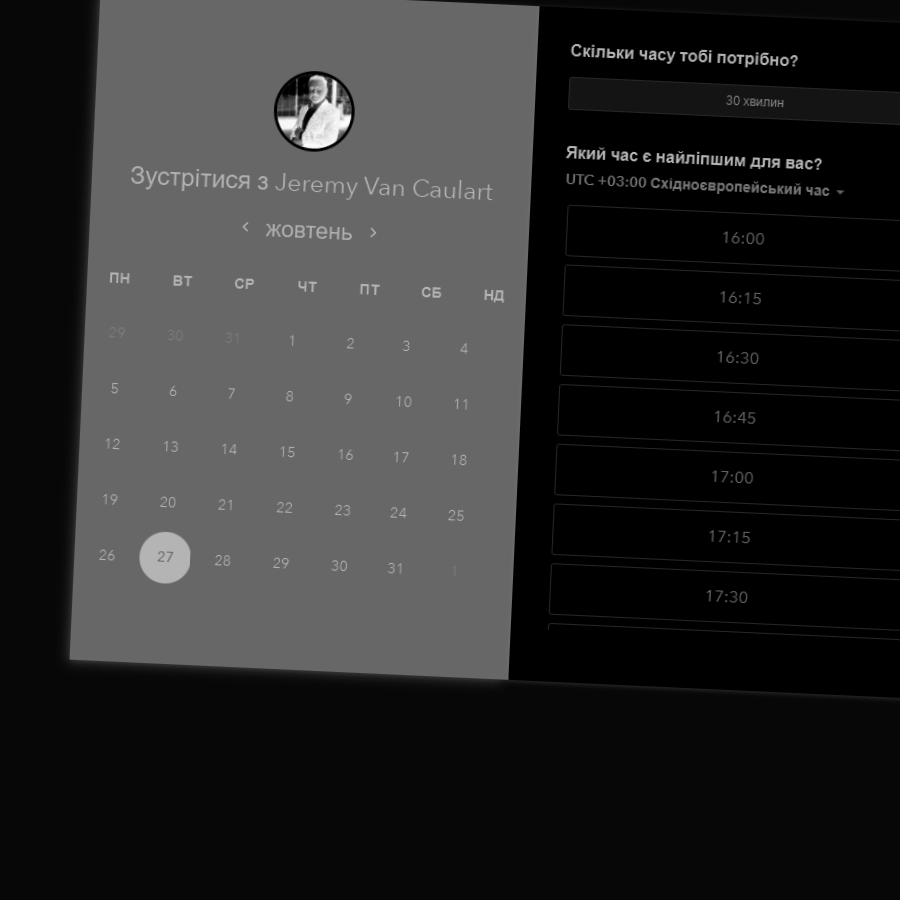 Зустрітися з Jeremy Van Caulart
жовтень
ПН ВТ СР ЧТ ПТ СБ НД
29 30 31 1 2 3 4
5 6 7 8 9 10 11
12 13 14 15 16 17 18
19 20 21 22 23 24 25
26 27 28 29 30 31 1
Скільки часу тобі потрібно?
30 хвилин
Який час є найліпшим для вас?
UTC +03:00 Східноєвропейський час
16:00
16:15
16:30
16:45
17:00
17:15
17:30